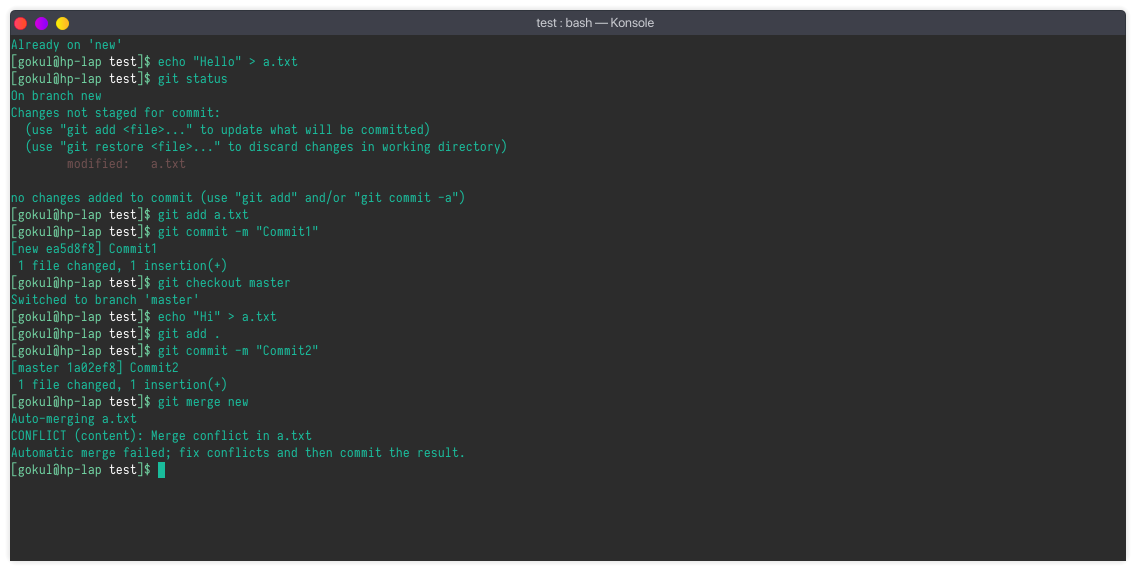 test : bash — Konsole
Already on 'new'
[gokul@hp-lap test]$ echo "Hello" > a.txt
[gokul@hp-lap test]$ git status
On branch new
Changes not staged for commit:
  (use "git add <file>..." to update what will be committed)
  (use "git restore <file>..." to discard changes in working directory)
        modified:   a.txt

no changes added to commit (use "git add" and/or "git commit -a")
[gokul@hp-lap test]$ git add a.txt
[gokul@hp-lap test]$ git commit -m "Commit1"
[new ea5d8f8] Commit1
 1 file changed, 1 insertion(+)
[gokul@hp-lap test]$ git checkout master
Switched to branch 'master'
[gokul@hp-lap test]$ echo "Hi" > a.txt
[gokul@hp-lap test]$ git add .
[gokul@hp-lap test]$ git commit -m "Commit2"
[master 1a02ef8] Commit2
 1 file changed, 1 insertion(+)
[gokul@hp-lap test]$ git merge new
Auto-merging a.txt
CONFLICT (content): Merge conflict in a.txt
Automatic merge failed; fix conflicts and then commit the result.
[gokul@hp-lap test]$